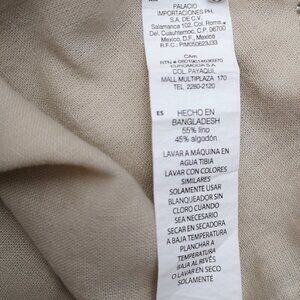 PALACIO
IMPORTACIONES PH,
S.A. DE C.V.
Salamanca 102, Col. Roma,
Del. Cuauhtemoc, C.P. 06700
Mexico, D.F., Mexico
R.F.C.: PIM050623J33
CAm.
EUROMODA S.A.
COL. PAYAQUI
MALL MULTIPLAZA 170
TEL. 2280-2120
ES
HECHO EN
BANGLADESH
55% lino
45% algodón
LAVAR A MÁQUINA EN
AGUA TIBIA
LAVAR CON COLORES
SIMILARES
SOLAMENTE USAR
BLANQUEADOR SIN
CLORO CUANDO
SEA NECESARIO
SECAR EN SECADORA
A BAJA TEMPERATURA
PLANCHAR A
TEMPERATURA
BAJA AL REVÉS
O LAVAR EN SECO
SOLAMENTE